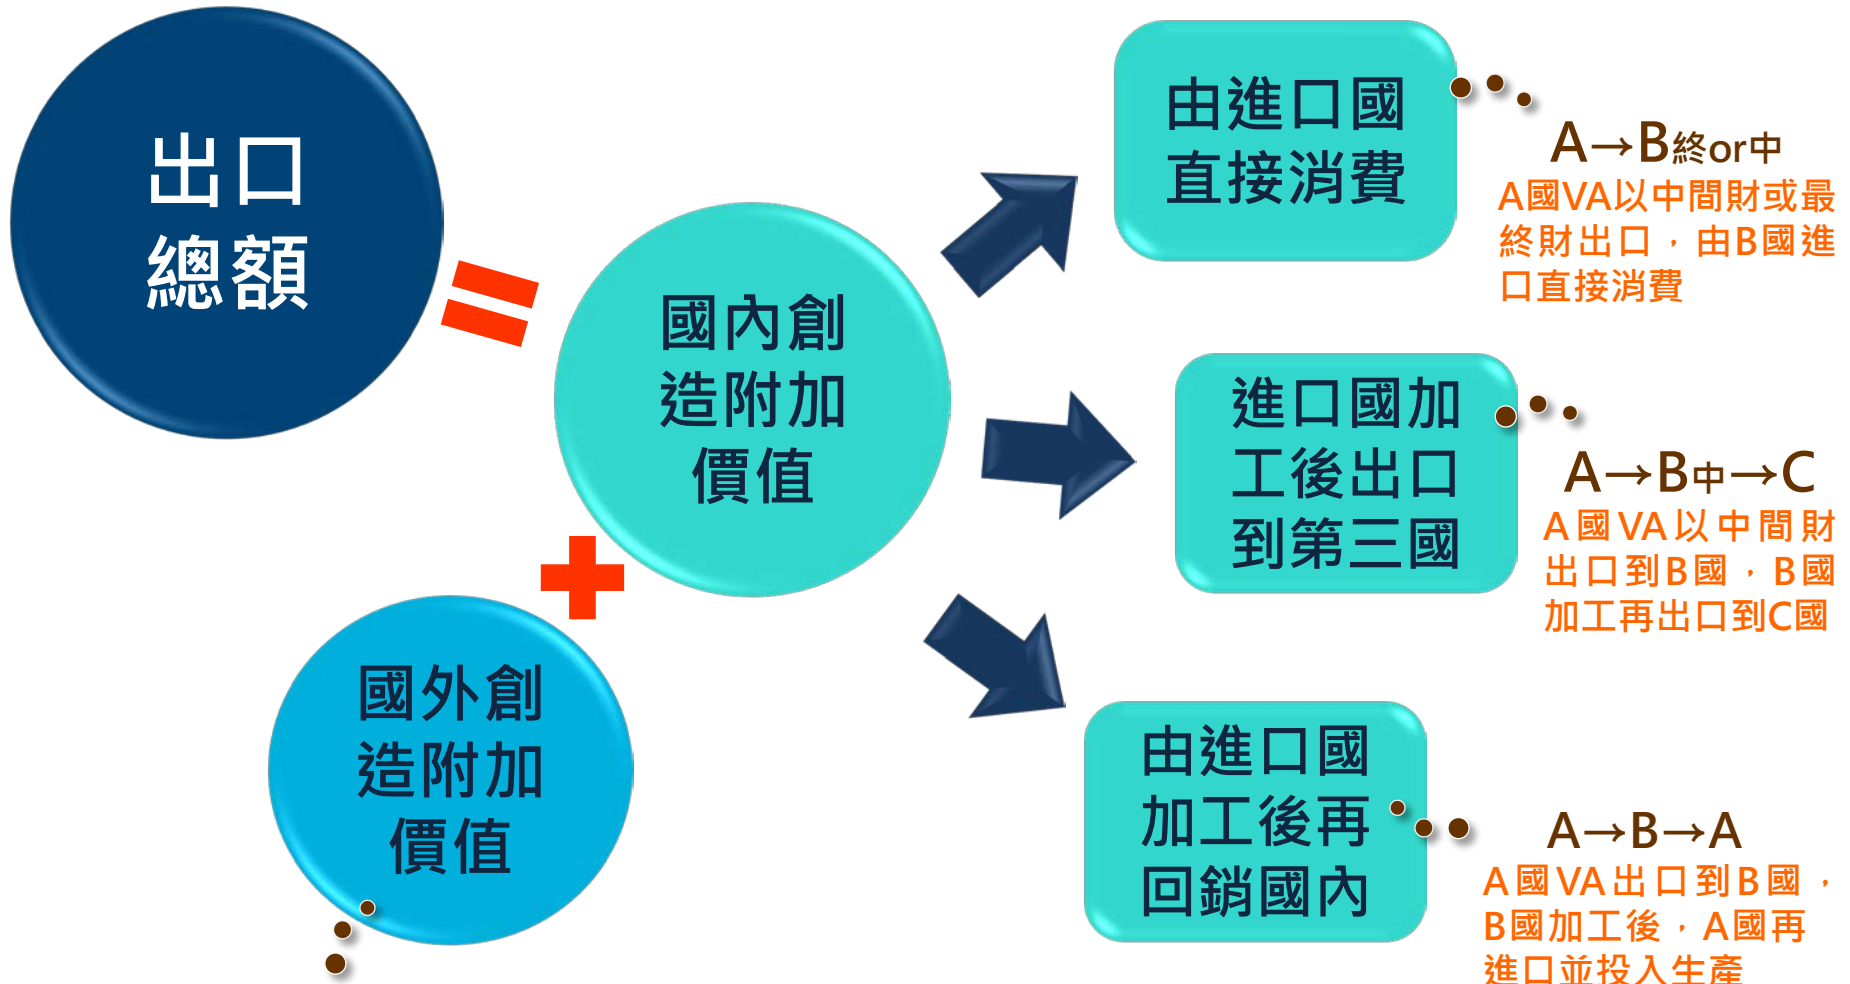 出口
總額
國內創
造附加
價值
國外創
造附加
價值
由進口國
直接消費
A→B終or中
A國VA以中間財或最
終財出口，由B國進
口直接消費
進口國加
工後出口
到第三國
A→B中→C
A國VA以中間財
出口到B國，B國
加工再出口到C國
由進口國
加工後再
回銷國內
A→B→A
A國VA出口到B國，
B國加工後，A國再
進口並投入生產